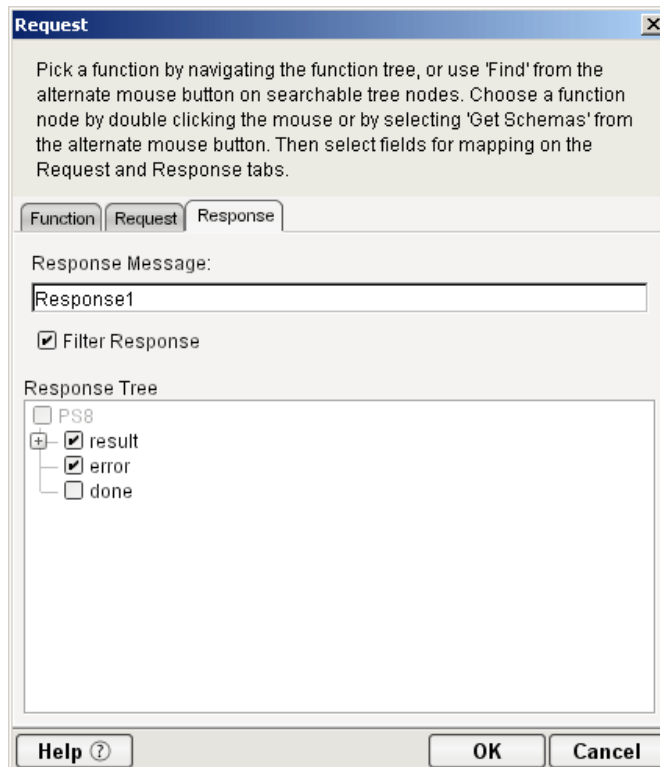 Request
Pick a function by navigating the function tree, or use 'Find' from the
alternate mouse button on searchable tree nodes. Choose a function
node by double clicking the mouse or by selecting 'Get Schemas' from
the alternate mouse button. Then select fields for mapping on the
Request and Response tabs.
Function Request Response
Response Message:
Response1
Filter Response
Response Tree
PS8
result
error
done
Help ? OK Cancel